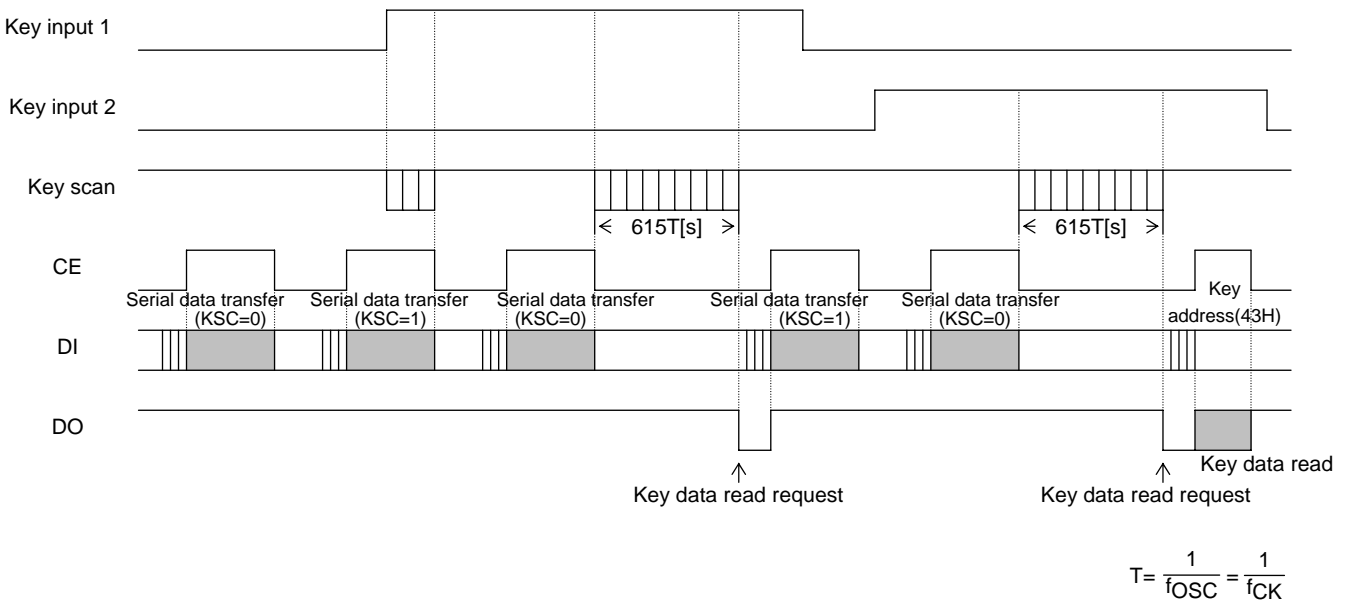 Key input 1
Key input 2
Key scan
615T[s]
615T[s]
CE
Key
Serial data transfer
(KSC=0)
Serial data transfer
(KSC=1)
Serial data transfer
(KSC=0)
Serial data transfer
(KSC=1)
Serial data transfer
(KSC=0)
address(43H)
DI
DO
Key data read
Key data read request
Key data read request
T= 1/fOSC = 1/fCK